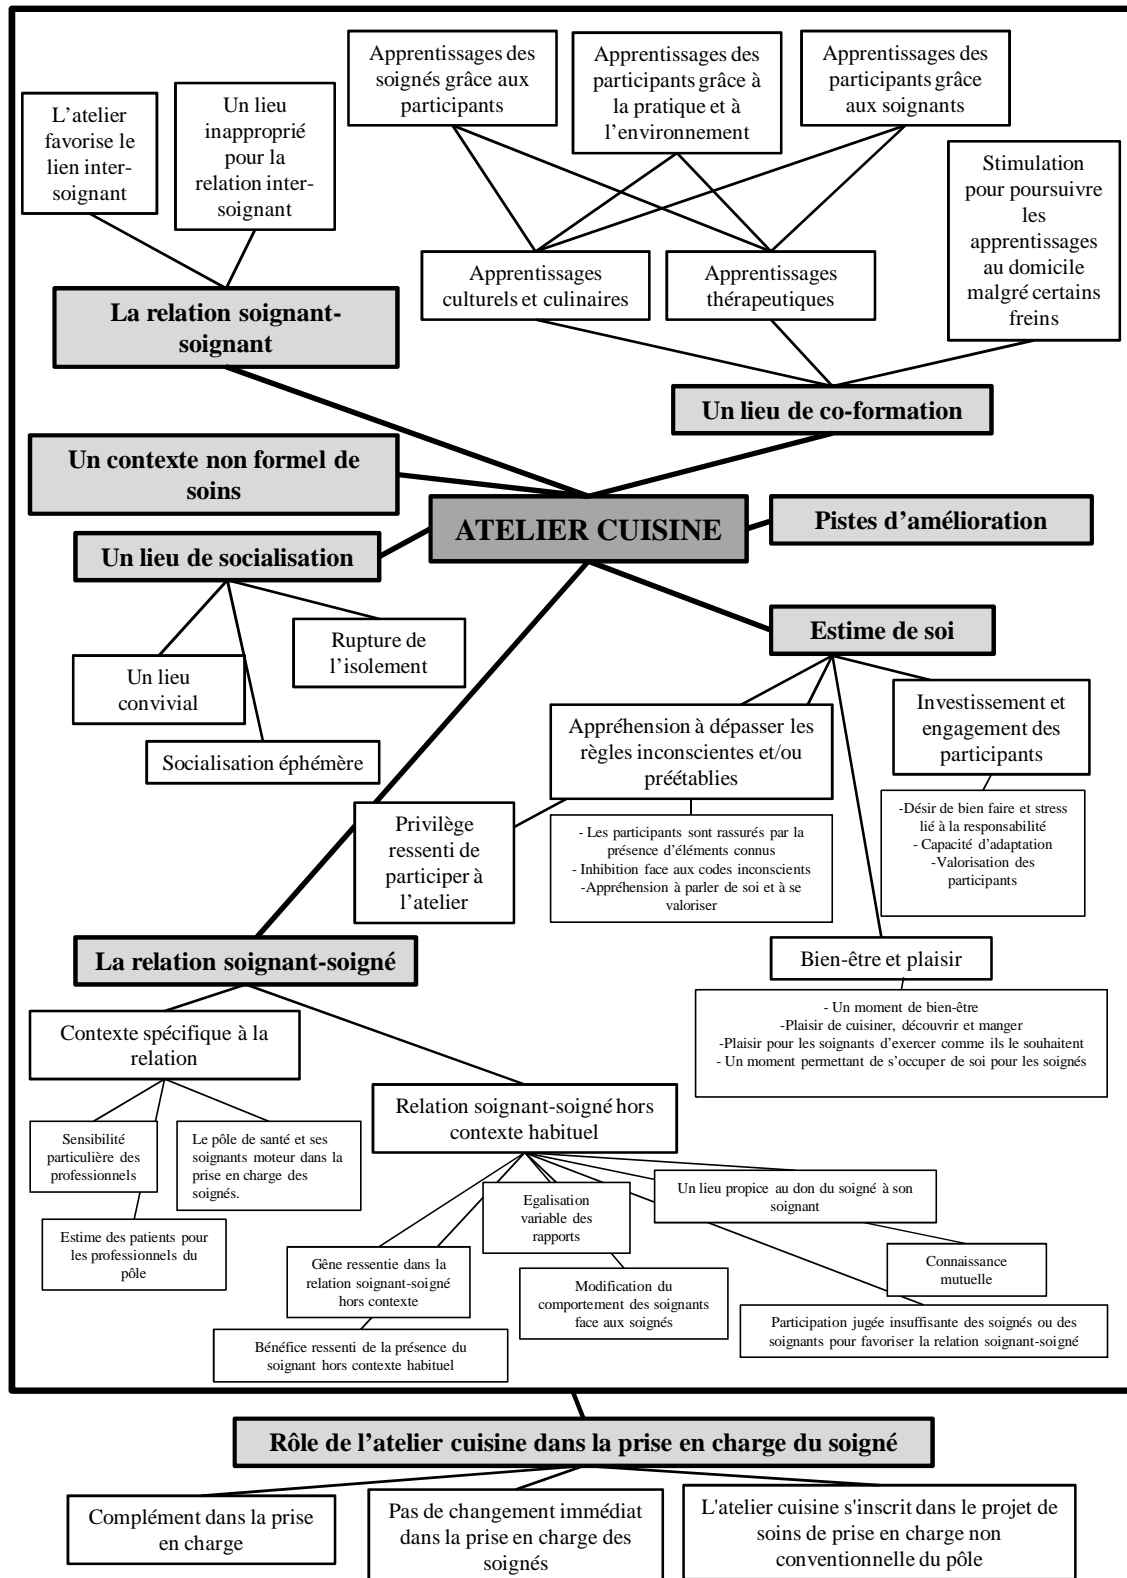 Apprentissages des
soignés grâce aux
participants
Apprentissages des
participants grâce à
la pratique et à
l'environnement
Apprentissages des
participants grâce
aux soignants
L'atelier
favorise le
lien inter-
soignant
Un lieu
inapproprié
pour la
relation inter-
soignant
Stimulation
pour poursuivre
les
apprentissages
au domicile
malgré certains
freins
Apprentissages
culturels et culinaires
Apprentissages
thérapeutiques
La relation soignant-
soignant
Un lieu de co-formation
Un contexte non formel de
soins
ATELIER CUISINE
Pistes d'amélioration
Un lieu de socialisation
Estime de soi
Rupture de
l'isolement
Un lieu
convivial
Socialisation éphémère
Appréhension à dépasser les
règles inconscientes et/ou
préétablies
Investissement et
engagement des
participants
Privilège
ressenti de
participer à
l'atelier
- Les participants sont rassurés par la
présence d'éléments connus
- Inhibition face aux codes inconscients
-Appréhension à parler de soi et à se
valoriser
-Désir de bien faire et stress
lié à la responsabilité
- Capacité d'adaptation
-Valorisation des
participants
La relation soignant-soigné
Bien-être et plaisir
- Un moment de bien-être
-Plaisir de cuisiner, découvrir et manger
-Plaisir pour les soignants d'exercer comme ils le souhaitent
- Un moment permettant de s'occuper de soi pour les soignés
Contexte spécifique à la
relation
Relation soignant-soigné hors
contexte habituel
Sensibilité
particulière des
professionnels
Le pôle de santé et ses
soignants moteur dans la
prise en charge des
soignés.
Estime des patients pour
les professionnels du
pôle
Egalisation
variable des
rapports
Un lieu propice au don du soigné à son
soignant
Gêne ressentie dans la
relation soignant-soigné
hors contexte
Connaissance
mutuelle
Modification du
comportement des soignants
face aux soignés
Bénéfice ressenti de la présence du
soignant hors contexte habituel
Participation jugée insuffisante des soignés ou des
soignants pour favoriser la relation soignant-soigné
Rôle de l'atelier cuisine dans la prise en charge du soigné
Complément dans la prise
en charge
Pas de changement immédiat
dans la prise en charge des
soignés
L'atelier cuisine s'inscrit dans le projet de
soins de prise en charge non
conventionnelle du pôle